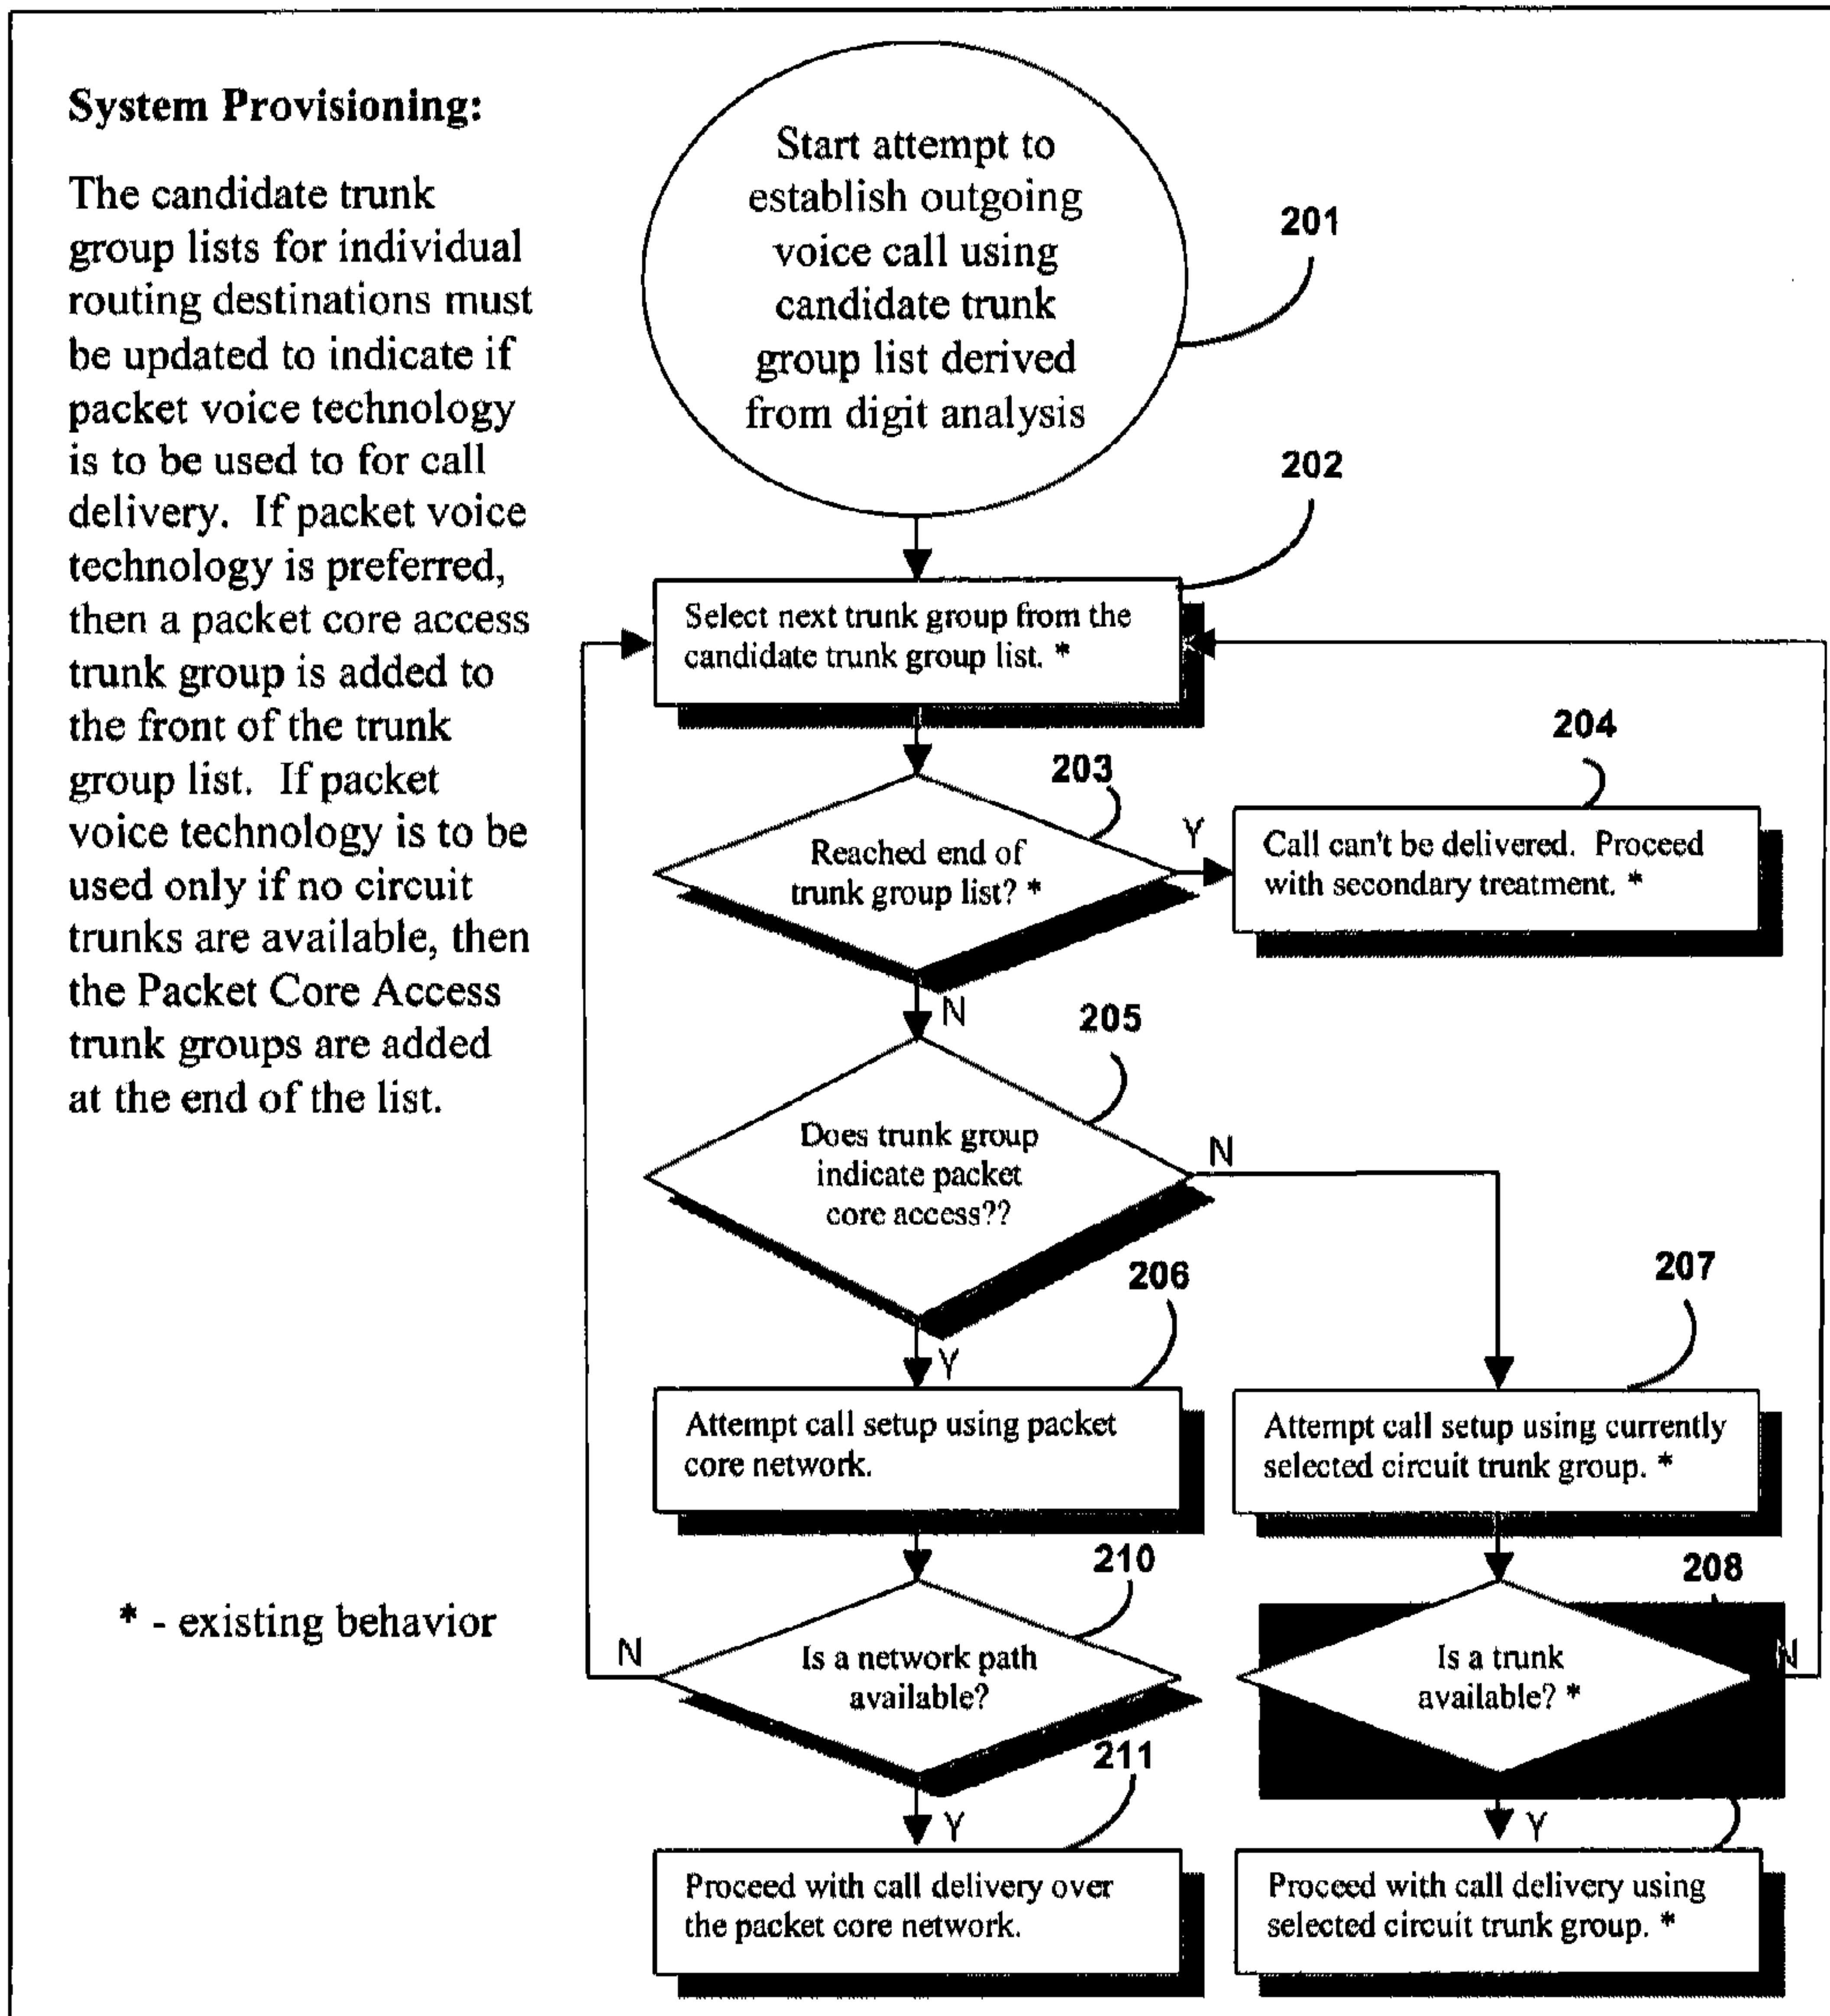 System Provisioning:
The candidate trunk
group lists for individual
routing destinations must
be updated to indicate if
packet voice technology
is to be used to for call
delivery.  If packet voice
technology is preferred,
then a packet core access
trunk group is added to
the front of the trunk
group list.  If packet
voice technology is to be
used only if no circuit
trunks are available, then
the Packet Core Access
trunk groups are added
at the end of the list.
* - existing behavior
Start attempt to
establish outgoing
voice call using
candidate trunk
group list derived
from digit analysis
201
202
Select next trunk group from the
candidate trunk group list. *
203
Reached end of
trunk group list? *
Y
204
Call can't be delivered.  Proceed
with secondary treatment. *
N
205
Does trunk group
indicate packet
core access??
N
Y
206
Attempt call setup using packet
core network.
207
Attempt call setup using currently
selected circuit trunk group. *
210
Is a network path
available?
N
208
Is a trunk
available? *
N
211
Y
Proceed with call delivery over
the packet core network.
Y
Proceed with call delivery using
selected circuit trunk group. *